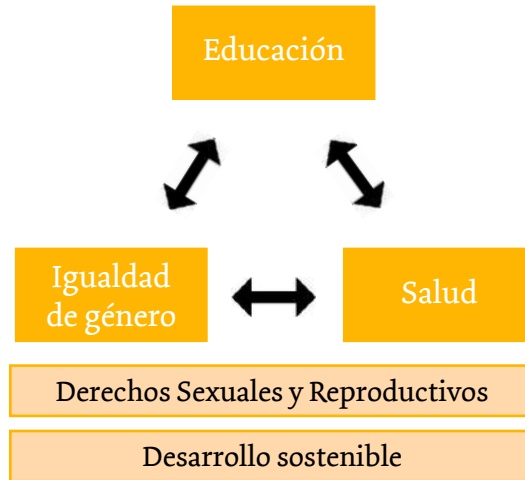 Educación
Igualdad
de género
Salud
Derechos Sexuales y Reproductivos
Desarrollo sostenible